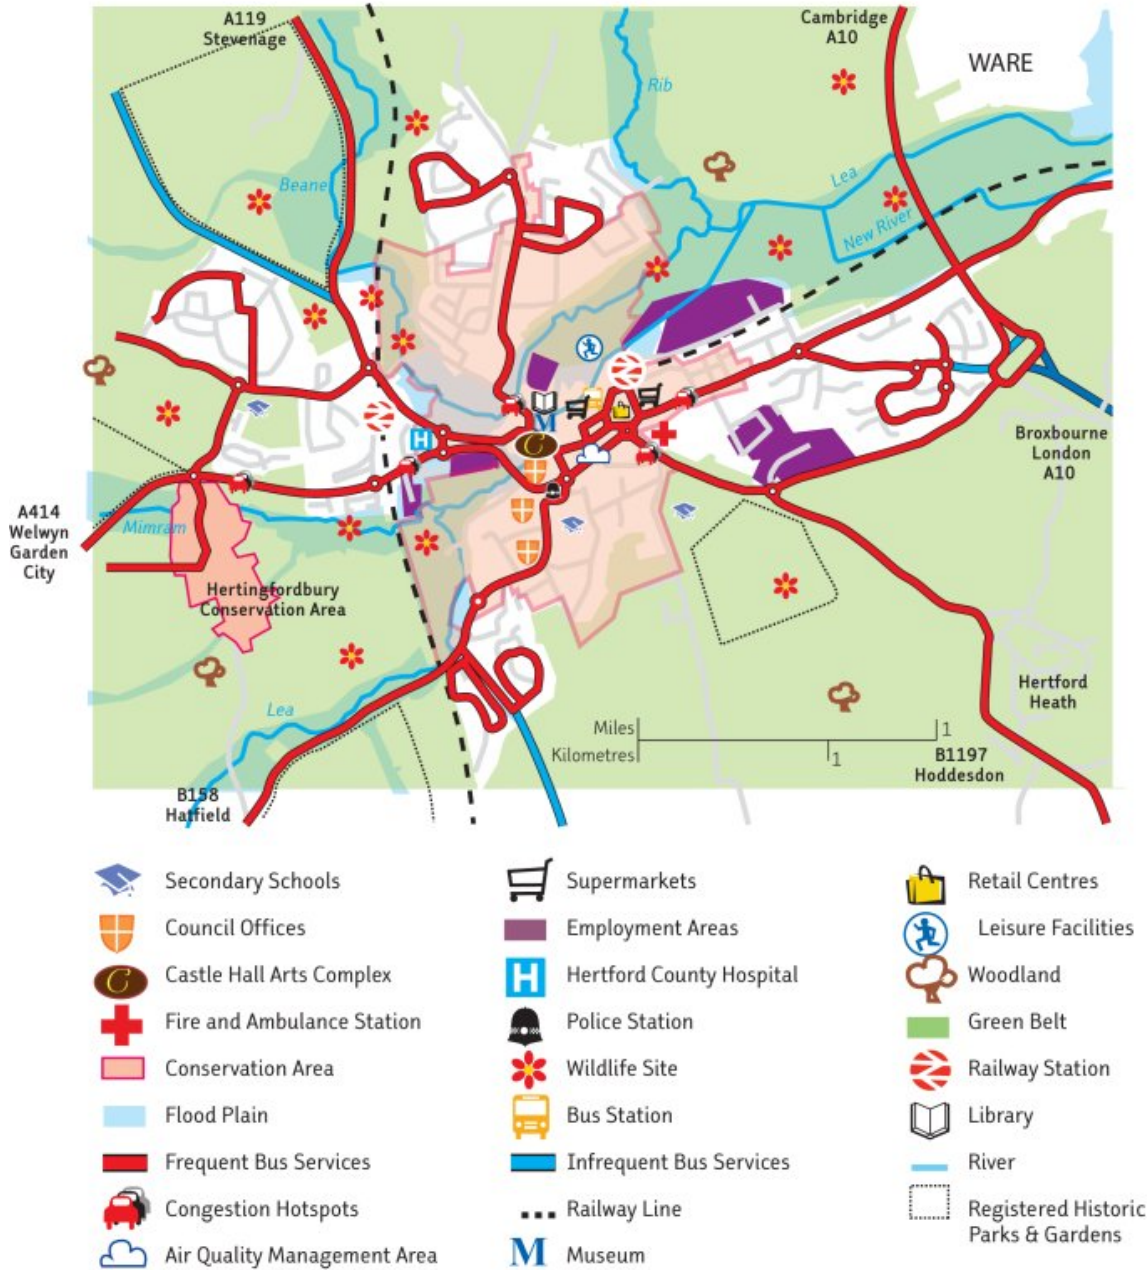 A119
Stevenage
Cambridge
A10
WARE
Rib
Beane
Lea
New River
Broxbourne
London
A10
A414
Welwyn
Garden
City
Mimram
Hertingfordbury
Conservation Area
Lea
Hertford
Heath
Miles
1
Kilometres
1
B1197
Hoddesdon
B158
Hatfield
H
M
C
Secondary Schools
Supermarkets
Retail Centres
Council Offices
Employment Areas
Leisure Facilities
C
Castle Hall Arts Complex
H
Hertford County Hospital
Woodland
Fire and Ambulance Station
Police Station
Green Belt
Conservation Area
Wildlife Site
Railway Station
Flood Plain
Bus Station
Library
Frequent Bus Services
Infrequent Bus Services
River
Congestion Hotspots
Railway Line
Registered Historic
Parks & Gardens
Air Quality Management Area
M
Museum